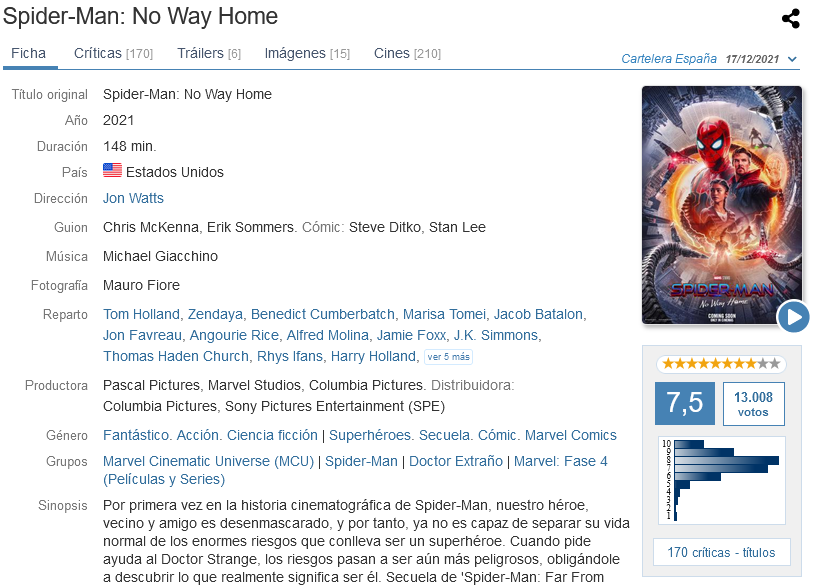 Spider-Man: No Way Home
Ficha Críticas [170] Tráilers [6] Imágenes [15] Cines [210]
Cartelera España 17/12/2021
Título original Spider-Man: No Way Home
Año 2021
Duración 148 min.
País Estados Unidos
Dirección Jon Watts
Guion Chris McKenna, Erik Sommers. Cómic: Steve Ditko, Stan Lee
Música Michael Giacchino
Fotografía Mauro Fiore
Reparto Tom Holland, Zendaya, Benedict Cumberbatch, Marisa Tomei, Jacob Batalon,
Jon Favreau, Angourie Rice, Alfred Molina, Jamie Foxx, J.K. Simmons,
Thomas Haden Church, Rhys Ifans, Harry Holland, ver 5 más
Productora Pascal Pictures, Marvel Studios, Columbia Pictures. Distribuidora:
Columbia Pictures, Sony Pictures Entertainment (SPE)
Género Fantástico. Acción. Ciencia ficción | Superhéroes. Secuela. Cómic. Marvel Comics
Grupos Marvel Cinematic Universe (MCU) | Spider-Man | Doctor Extraño | Marvel: Fase 4
(Películas y Series)
Sinopsis Por primera vez en la historia cinematográfica de Spider-Man, nuestro héroe,
vecino y amigo es desenmascarado, y por tanto, ya no es capaz de separar su vida
normal de los enormes riesgos que conlleva ser un superhéroe. Cuando pide
ayuda al Doctor Strange, los riesgos pasan a ser aún más peligrosos, obligándole
a descubrir lo que realmente significa ser él. Secuela de 'Spider-Man: Far From
SPIDER-MAN
No Way Home
COMING SOON
ONLY IN CINEMAS
7,5
13.008
votos
10
9
8
7
6
5
4
3
2
1
170 críticas - títulos